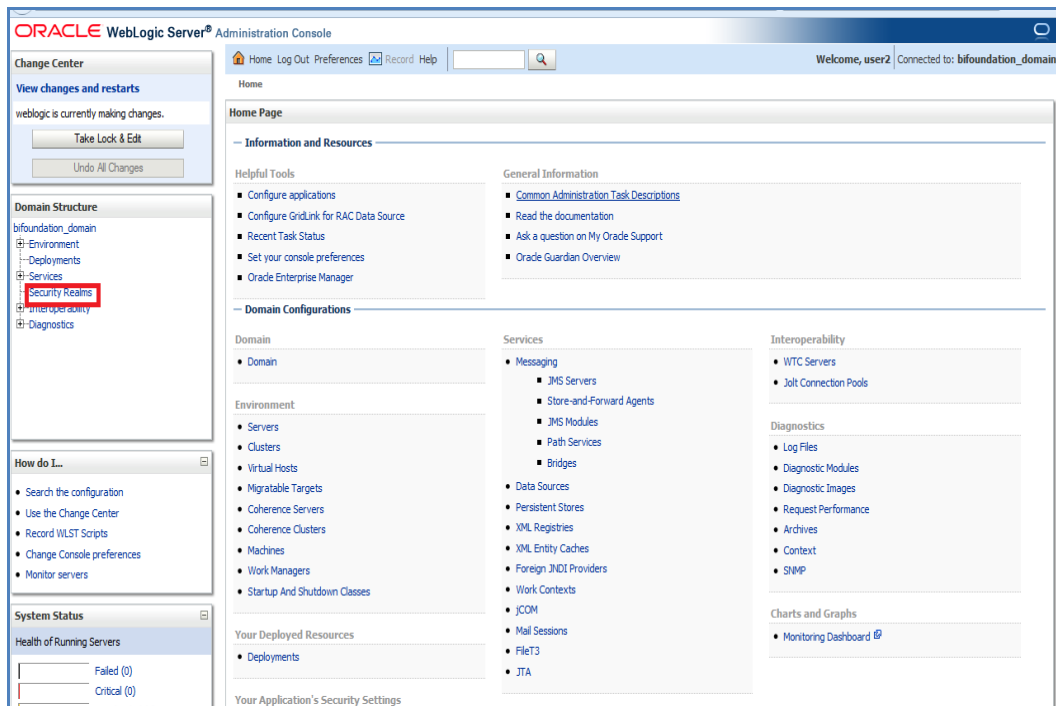 ORACLE WebLogic Server® Administration Console
Change Center
View changes and restarts
weblogic is currently making changes.
Take Lock & Edit
Undo All Changes
Domain Structure
bifoundation_domain
Environment
Deployments
Services
Security Realms
Interoperability
Diagnostics
How do I...
Search the configuration
Use the Change Center
Record WLST Scripts
Change Console preferences
Monitor servers
System Status
Health of Running Servers
Failed (0)
Critical (0)
Home Log Out Preferences Record Help
Welcome, user2 Connected to: bifoundation_domain
Home
Home Page
Information and Resources
Helpful Tools
Configure applications
Configure GridLink for RAC Data Source
Recent Task Status
Set your console preferences
Oracle Enterprise Manager
General Information
Common Administration Task Descriptions
Read the documentation
Ask a question on My Oracle Support
Oracle Guardian Overview
Domain Configurations
Domain
Domain
Environment
Servers
Clusters
Virtual Hosts
Migratable Targets
Coherence Servers
Coherence Clusters
Machines
Work Managers
Startup And Shutdown Classes
Your Deployed Resources
Deployments
Your Application's Security Settings
Services
Messaging
JMS Servers
Store-and-Forward Agents
JMS Modules
Path Services
Bridges
Data Sources
Persistent Stores
XML Registries
XML Entity Caches
Foreign JNDI Providers
Work Contexts
jCOM
Mail Sessions
FileT3
JTA
Interoperability
WTC Servers
Jolt Connection Pools
Diagnostics
Log Files
Diagnostic Modules
Diagnostic Images
Request Performance
Archives
Context
SNMP
Charts and Graphs
Monitoring Dashboard